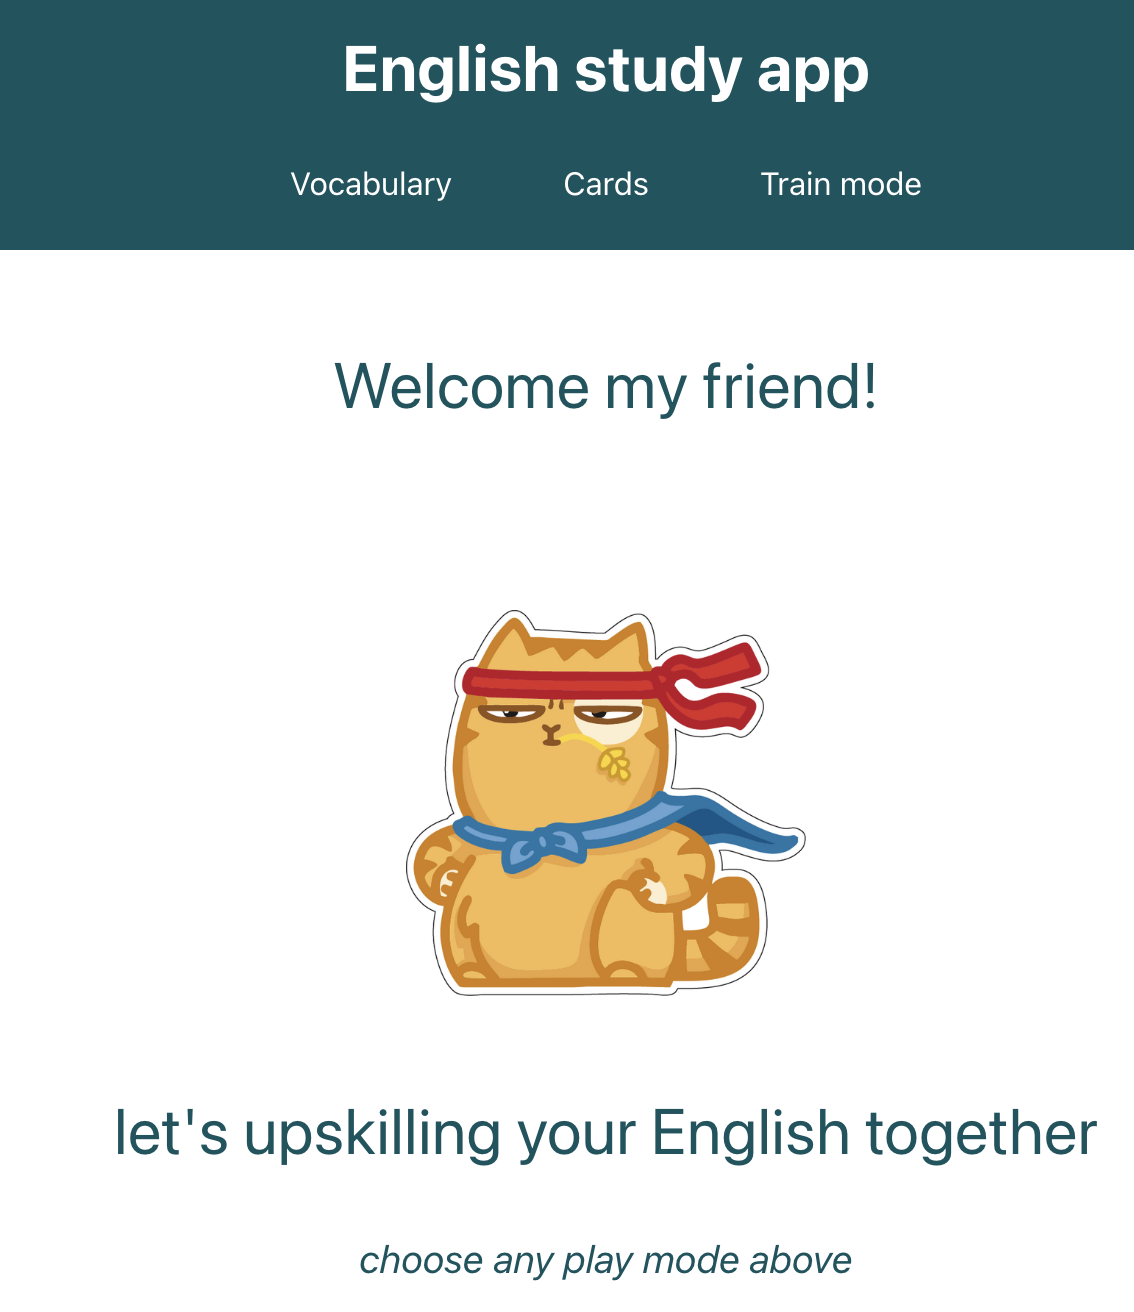 English study app
Vocabulary Cards Train mode
Welcome my friend!
let's upskilling your English together
choose any play mode above